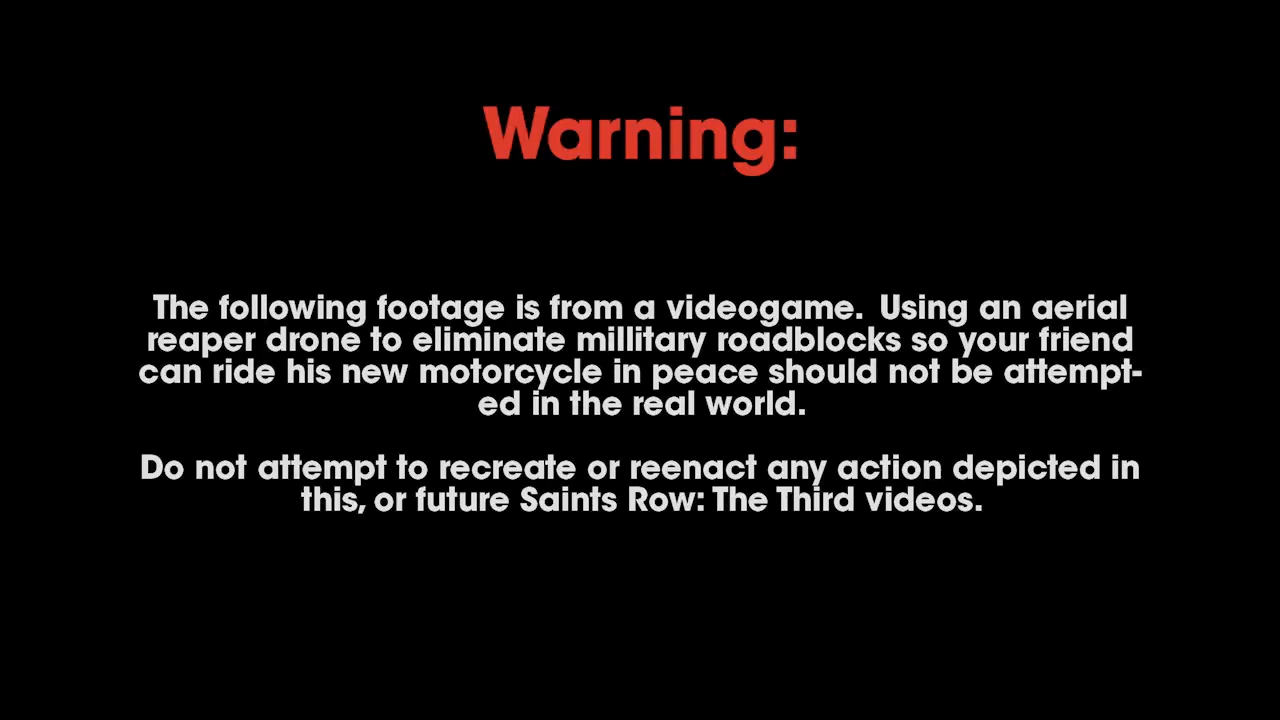 Warning:
The following footage is from a videogame.  Using an aerial
reaper drone to eliminate millitary roadblocks so your friend
can ride his new motorcycle in peace should not be attempt-
ed in the real world.
Do not attempt to recreate or reenact any action depicted in
this, or future Saints Row: The Third videos.